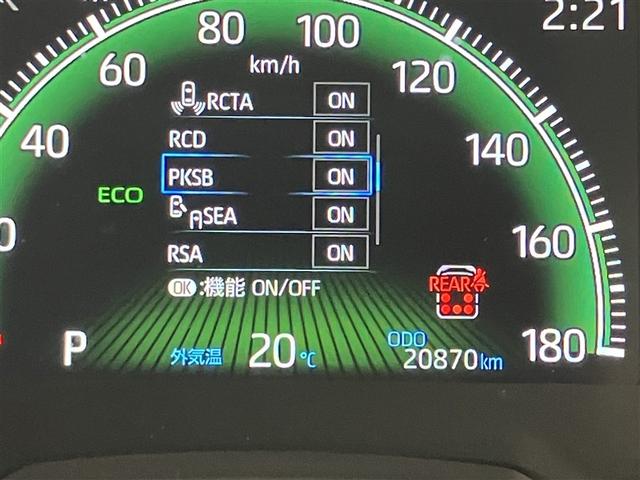 2:21
80 100
60 km/h 120
RCTA ON
40 RCD ON 140
PKSB ON
ECO
SEA ON
RSA ON 160
OK :機能 ON/OFF
REAR
P 外気温 20℃ ODO 20870km 180